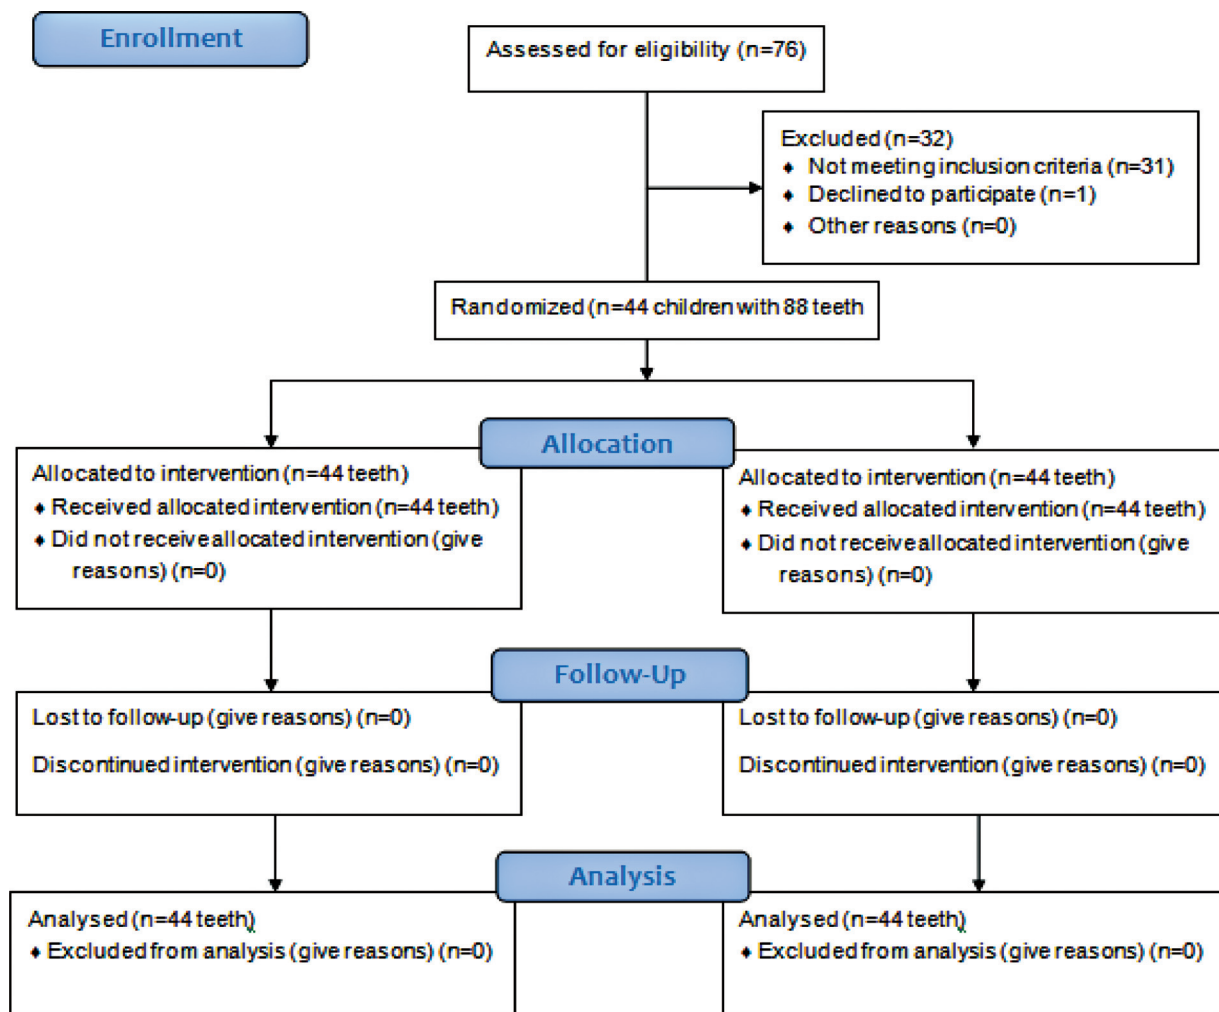 Enrollment
Assessed for eligibility (n=76)
Excluded (n=32)
♦ Not meeting inclusion criteria (n=31)
♦ Declined to participate (n=1)
♦ Other reasons (n=0)
Randomized (n=44 children with 88 teeth
Allocation
Allocated to intervention (n=44 teeth)
♦ Received allocated intervention (n=44 teeth)
♦ Did not receive allocated intervention (give
reasons) (n=0)
Allocated to intervention (n=44 teeth)
♦ Received allocated intervention (n=44 teeth)
♦ Did not receive allocated intervention (give
reasons) (n=0)
Follow-Up
Lost to follow-up (give reasons) (n=0)
Discontinued intervention (give reasons) (n=0)
Lost to follow-up (give reasons) (n=0)
Discontinued intervention (give reasons) (n=0)
Analysis
Analysed (n=44 teeth)
♦ Excluded from analysis (give reasons) (n=0)
Analysed (n=44 teeth)
♦ Excluded from analysis (give reasons) (n=0)